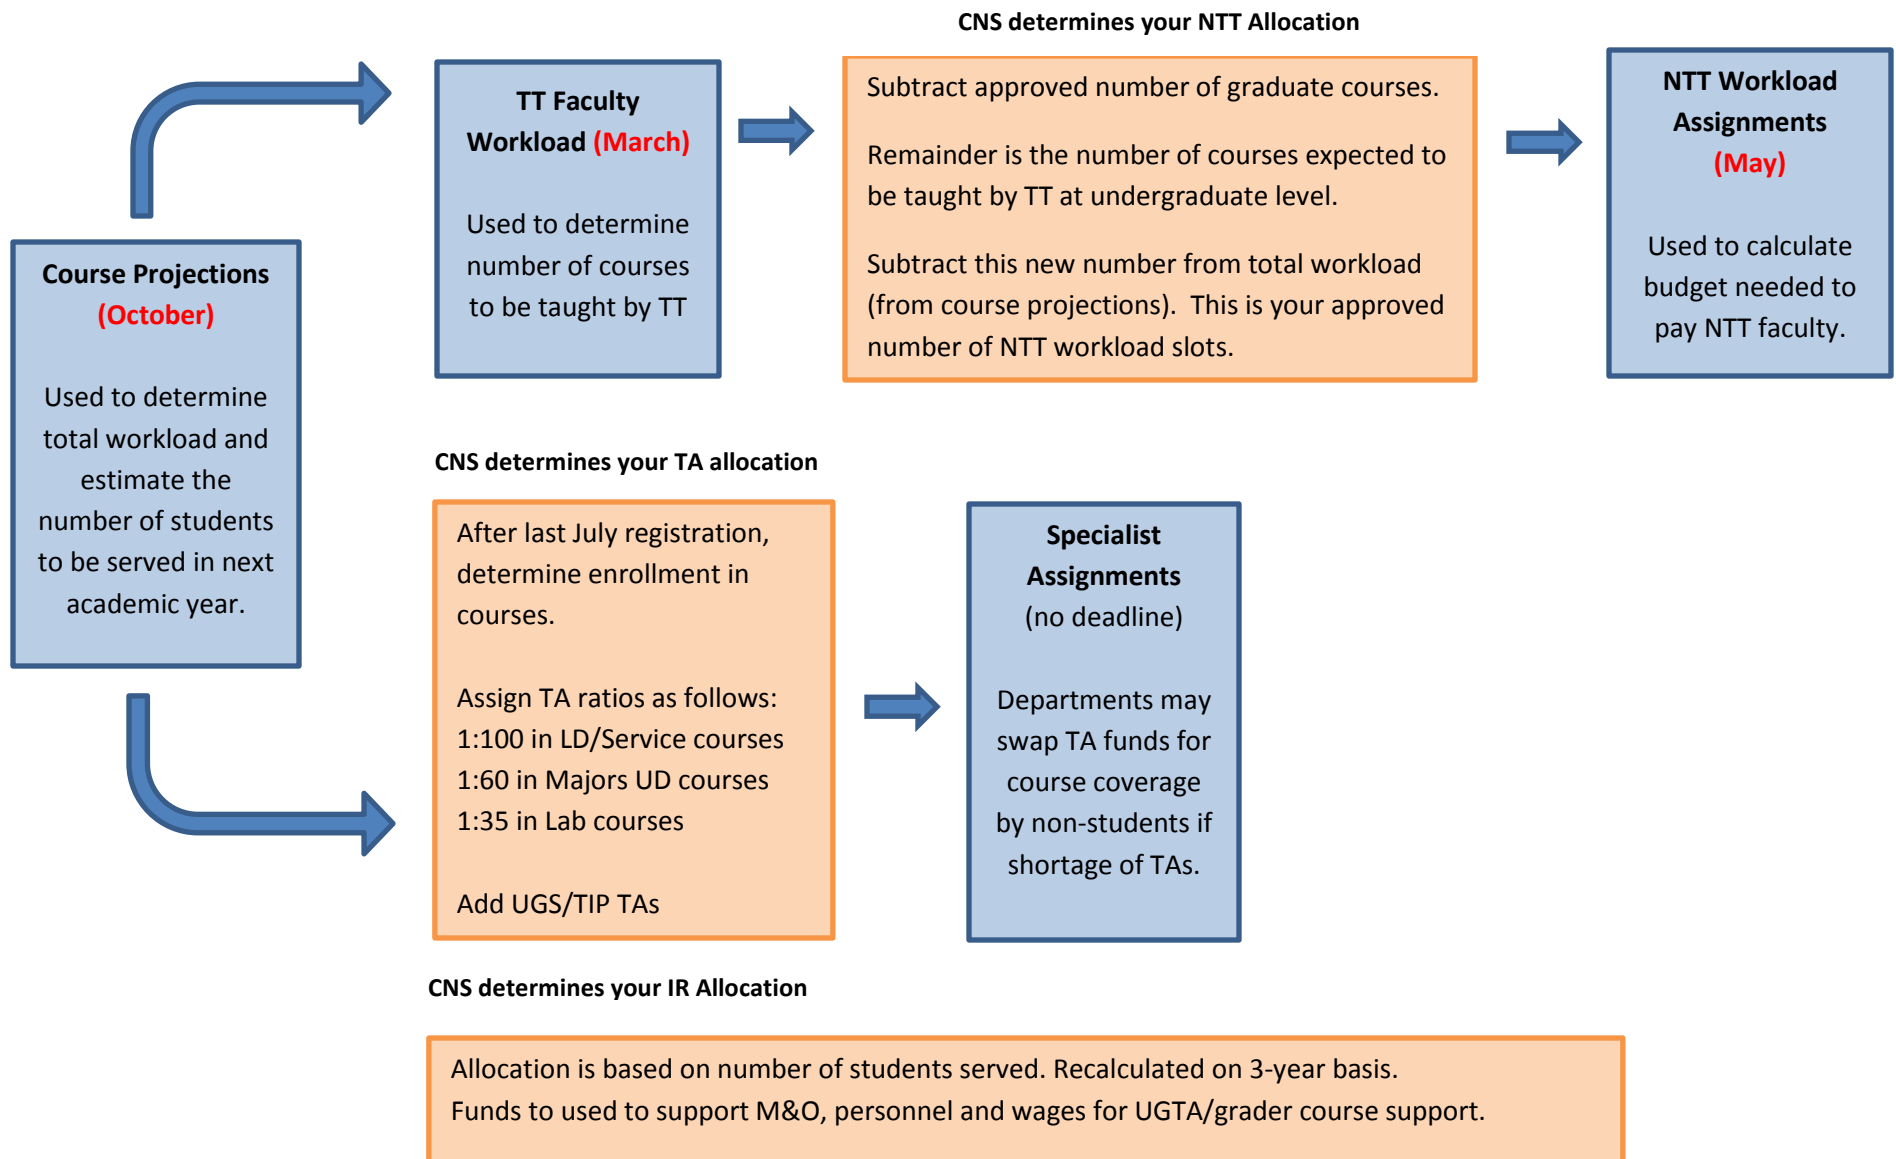 CNS determines your NTT Allocation
Course Projections
(October)
Used to determine
total workload and
estimate the
number of students
to be served in next
academic year.
TT Faculty
Workload (March)
Used to determine
number of courses
to be taught by TT
Subtract approved number of graduate courses.
Remainder is the number of courses expected to
be taught by TT at undergraduate level.
Subtract this new number from total workload
(from course projections).  This is your approved
number of NTT workload slots.
NTT Workload
Assignments
(May)
Used to calculate
budget needed to
pay NTT faculty.
CNS determines your TA allocation
After last July registration,
determine enrollment in
courses.
Assign TA ratios as follows:
1:100 in LD/Service courses
1:60 in Majors UD courses
1:35 in Lab courses
Add UGS/TIP TAs
Specialist
Assignments
(no deadline)
Departments may
swap TA funds for
course coverage
by non-students if
shortage of TAs.
CNS determines your IR Allocation
Allocation is based on number of students served. Recalculated on 3-year basis.
Funds to used to support M&O, personnel and wages for UGTA/grader course support.